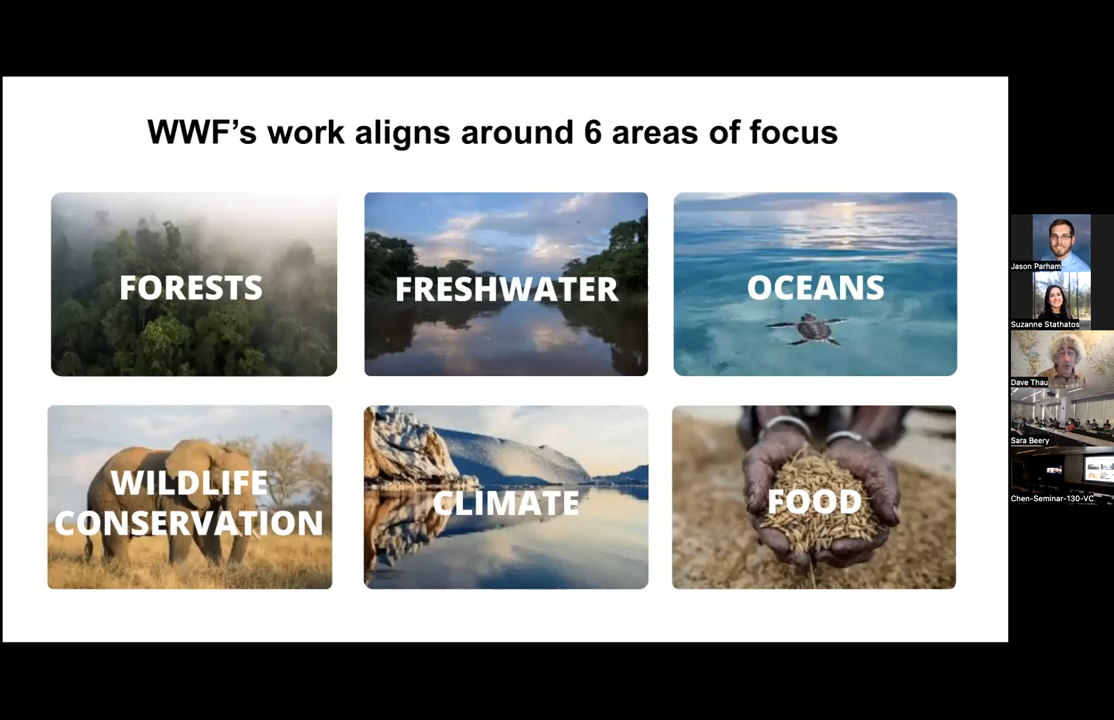 WWF’s work aligns around 6 areas of focus
FORESTS
FRESHWATER
OCEANS
WILDLIFE
CONSERVATION
CLIMATE
FOOD
Jason Parham
Suzanne Stathatos
Dave Thau
Sara Beery
Chen-Seminar-130-VC